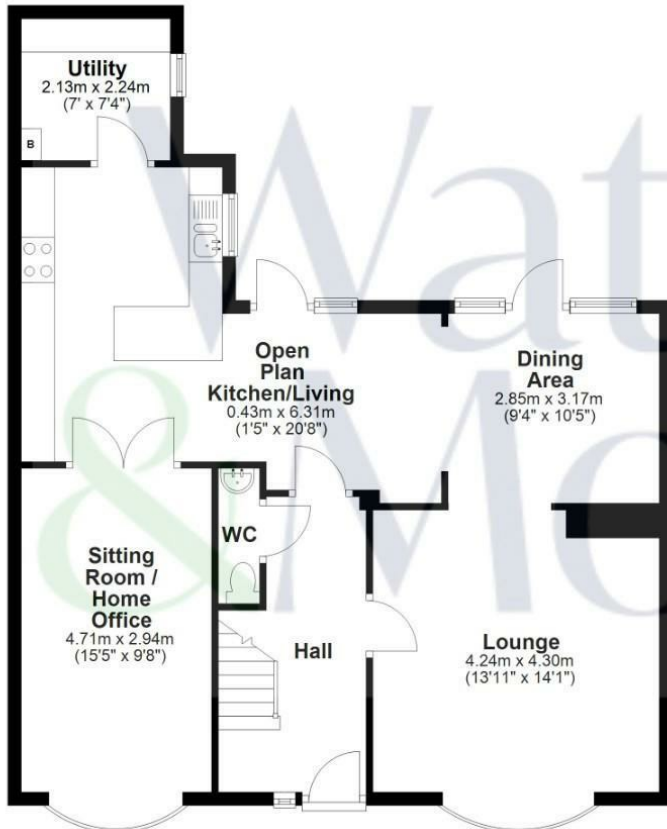 Utility
2.13m x 2.24m
(7' x 7'4")
B
Open
Plan
Kitchen/Living
0.43m x 6.31m
(1'5" x 20'8")
Dining
Area
2.85m x 3.17m
(9'4" x 10'5")
WC
Sitting
Room /
Home
Office
4.71m x 2.94m
(15'5" x 9'8")
Hall
Lounge
4.24m x 4.30m
(13'11" x 14'1")
Wat
& Mo